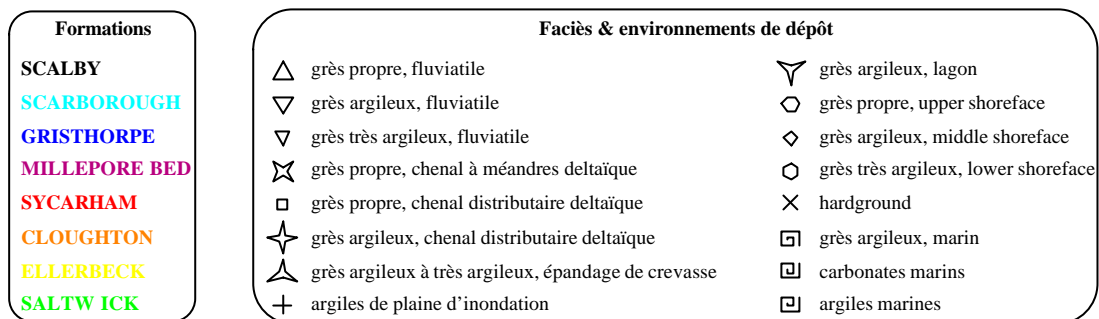 Formations
SCALBY
SCARBOROUGH
GRISTHORPE
MILLEPORE BED
SYCARHAM
CLOUGHTON
ELLERBECK
SALTW ICK
Faciès & environnements de dépôt
grès propre, fluviatile
grès argileux, fluviatile
grès très argileux, fluviatile
grès propre, chenal à méandres deltaïque
grès propre, chenal distributaire deltaïque
grès argileux, chenal distributaire deltaïque
grès argileux à très argileux, épandage de crevasse
argiles de plaine d'inondation
grès argileux, lagon
grès propre, upper shoreface
grès argileux, middle shoreface
grès très argileux, lower shoreface
hardground
grès argileux, marin
carbonates marins
argiles marines